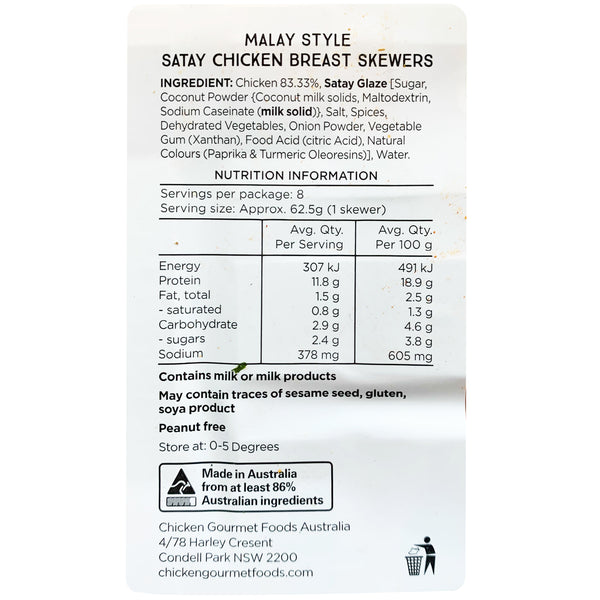 MALAY STYLE
SATAY CHICKEN BREAST SKEWERS
INGREDIENT: Chicken 83.33%, Satay Glaze [Sugar,
Coconut Powder {Coconut milk solids, Maltodextrin,
Sodium Caseinate (milk solid)}, Salt, Spices,
Dehydrated Vegetables, Onion Powder, Vegetable
Gum (Xanthan), Food Acid (citric Acid), Natural
Colours (Paprika & Turmeric Oleoresins)], Water.
NUTRITION INFORMATION
Servings per package: 8
Serving size: Approx. 62.5g (1 skewer)
Avg. Qty. Avg. Qty.
Per Serving Per 100 g
Energy 307 kJ 491 kJ
Protein 11.8 g 18.9 g
Fat, total 1.5 g 2.5 g
- saturated 0.8 g 1.3 g
Carbohydrate 2.9 g 4.6 g
- sugars 2.4 g 3.8 g
Sodium 378 mg 605 mg
Contains milk or milk products
May contain traces of sesame seed, gluten,
soya product
Peanut free
Store at: 0-5 Degrees
Made in Australia
from at least 86%
Australian ingredients
Chicken Gourmet Foods Australia
4/78 Harley Cresent
Condell Park NSW 2200
chickengourmetfoods.com